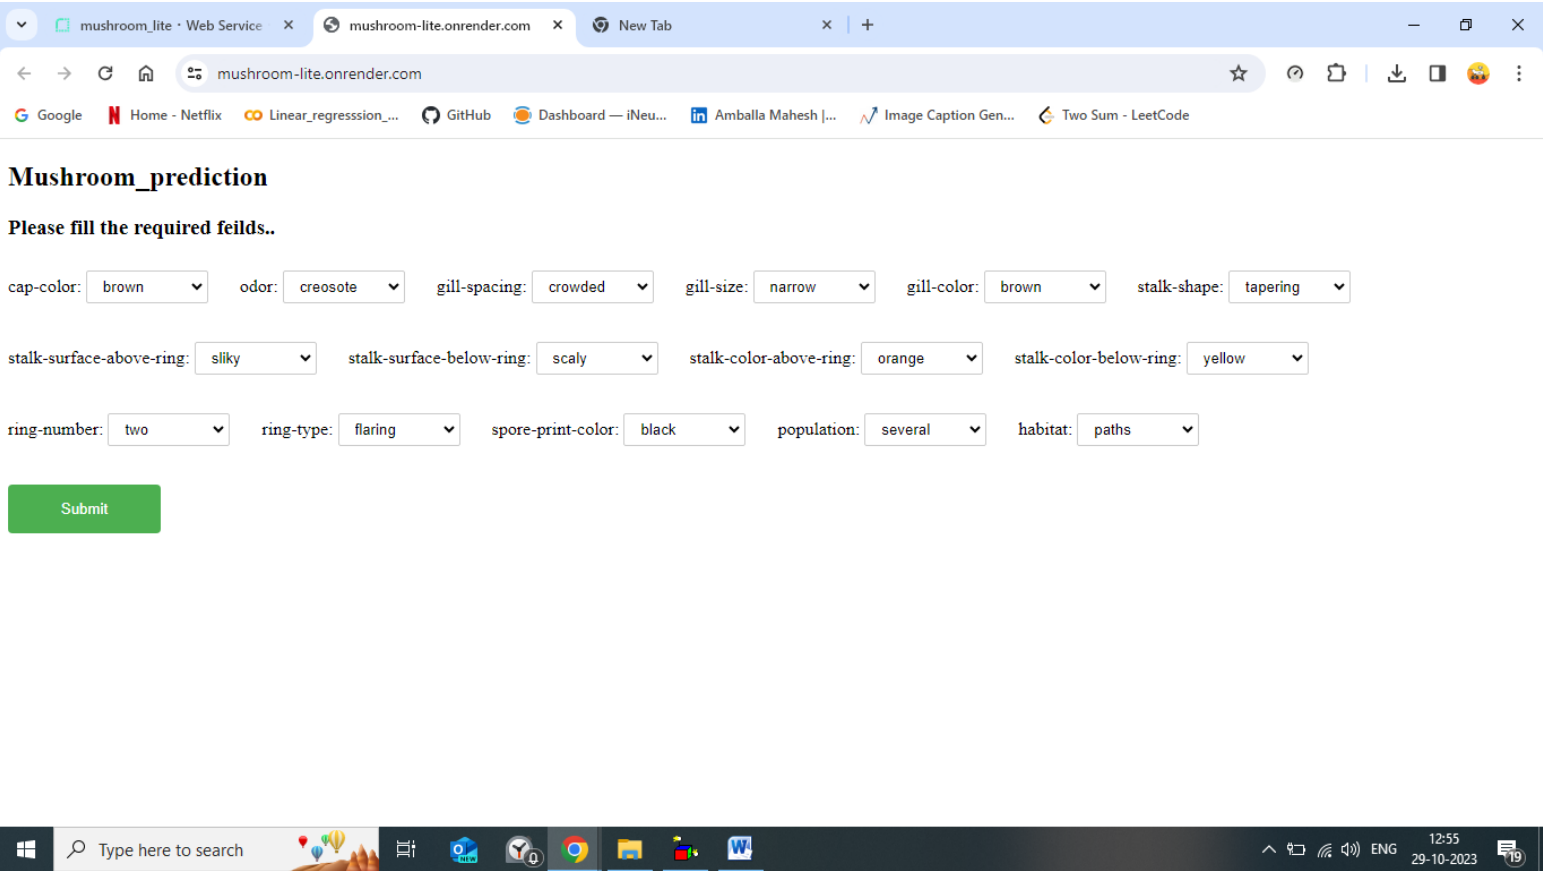 mushroom_lite · Web Service
mushroom-lite.onrender.com
New Tab
mushroom-lite.onrender.com
Google
Home - Netflix
Linear_regresssion_...
GitHub
Dashboard — iNeu...
Amballa Mahesh |...
Image Caption Gen...
Two Sum - LeetCode
Mushroom_prediction
Please fill the required feilds..
cap-color: brown odor: creosote gill-spacing: crowded gill-size: narrow gill-color: brown stalk-shape: tapering
stalk-surface-above-ring: sliky stalk-surface-below-ring: scaly stalk-color-above-ring: orange stalk-color-below-ring: yellow
ring-number: two ring-type: flaring spore-print-color: black population: several habitat: paths
Submit
Type here to search
NEW
ENG
12:55
29-10-2023
19